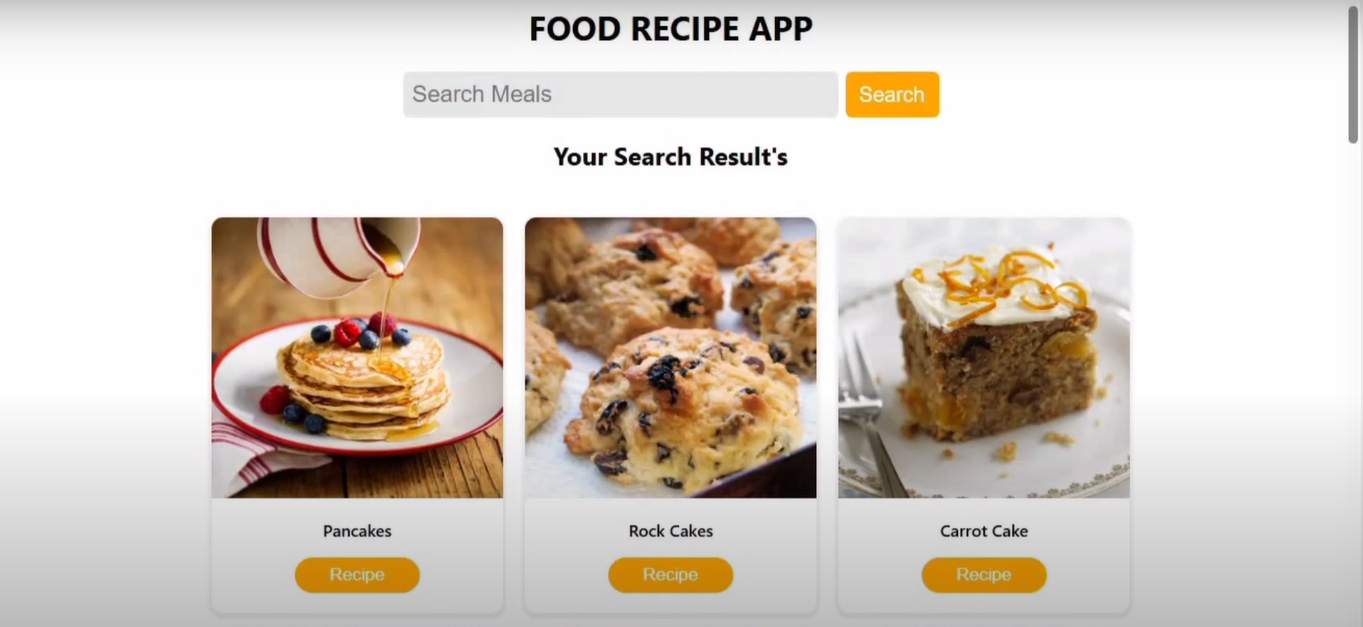 FOOD RECIPE APP
Search Meals
Search
Your Search Result's
Pancakes
Rock Cakes
Carrot Cake
Recipe
Recipe
Recipe